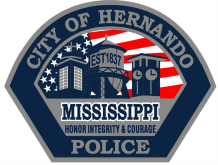 CITY OF HERNANDO
EST 1837
MISSISSIPPI
HONOR INTEGRITY & COURAGE
POLICE